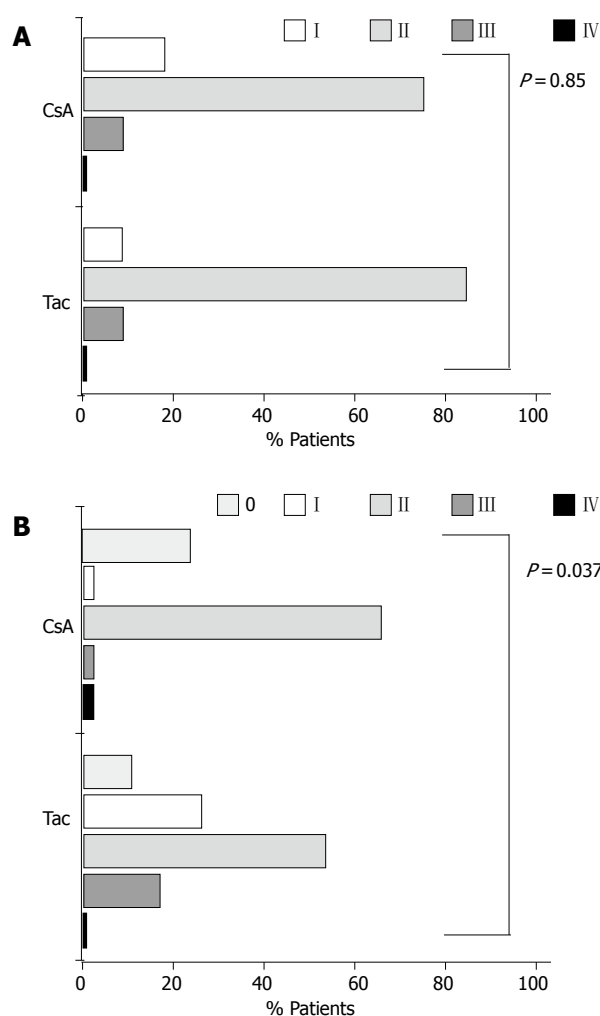 A
I II III IV
P = 0.85
CsA
Tac
0 20 40 60 80 100
% Patients
B
0 I II III IV
P = 0.037
CsA
Tac
0 20 40 60 80 100
% Patients